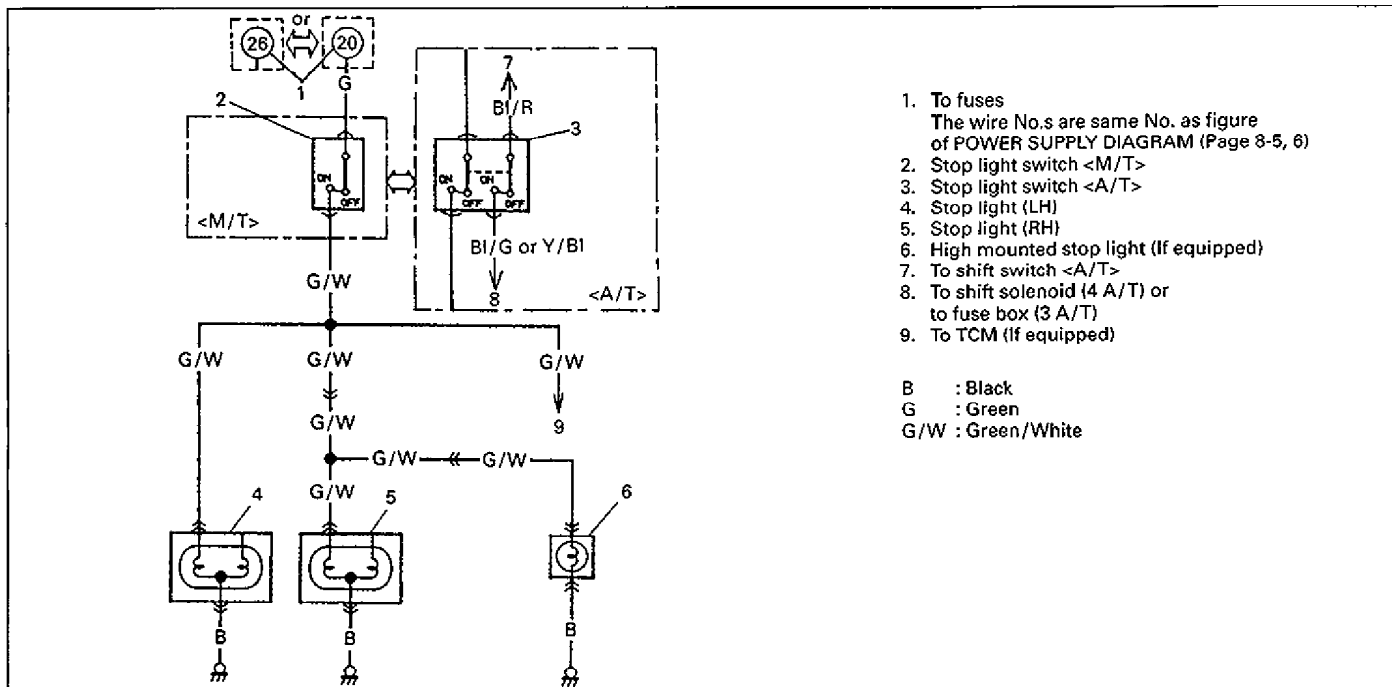 or
26
20
1
G
2
ON
OFF
<M/T>
7
Bl/R
3
ON
ON
OFF
OFF
Bl/G or Y/Bl
8
<A/T>
G/W
G/W
G/W
G/W
G/W
9
G/W
G/W
G/W
4
5
6
B
B
B
1. To fuses
The wire No.s are same No. as figure
of POWER SUPPLY DIAGRAM (Page 8-5, 6)
2. Stop light switch <M/T>
3. Stop light switch <A/T>
4. Stop light (LH)
5. Stop light (RH)
6. High mounted stop light (If equipped)
7. To shift switch <A/T>
8. To shift solenoid (4 A/T) or
to fuse box (3 A/T)
9. To TCM (If equipped)
B : Black
G : Green
G/W : Green/White